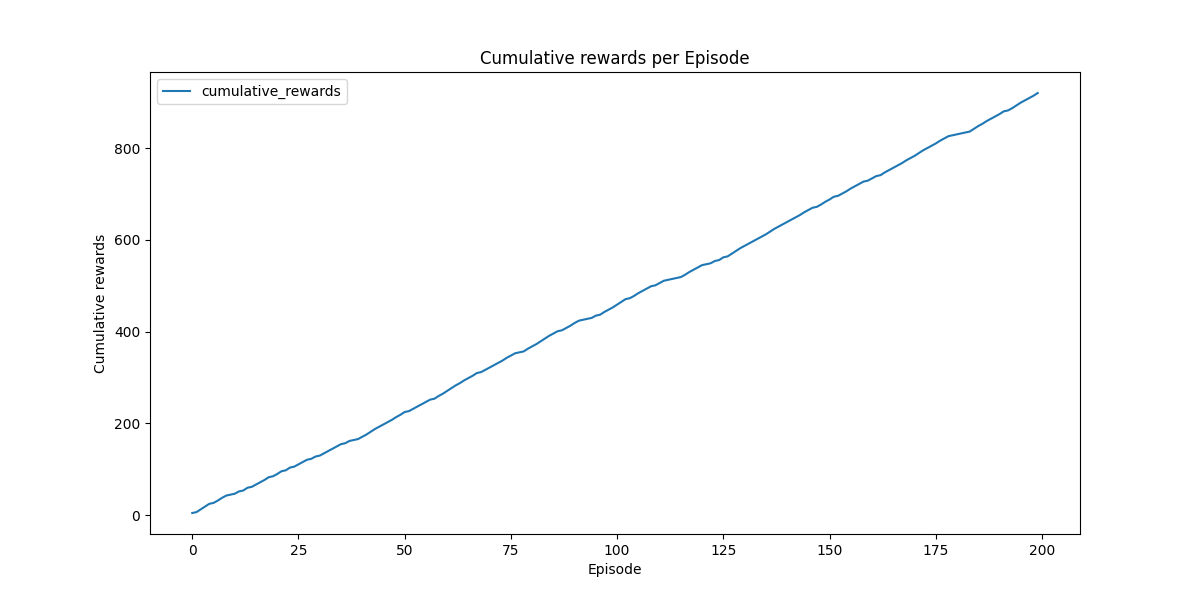 Cumulative rewards per Episode
cumulative_rewards
Cumulative rewards
800
600
400
200
0
0 25 50 75 100 125 150 175 200
Episode